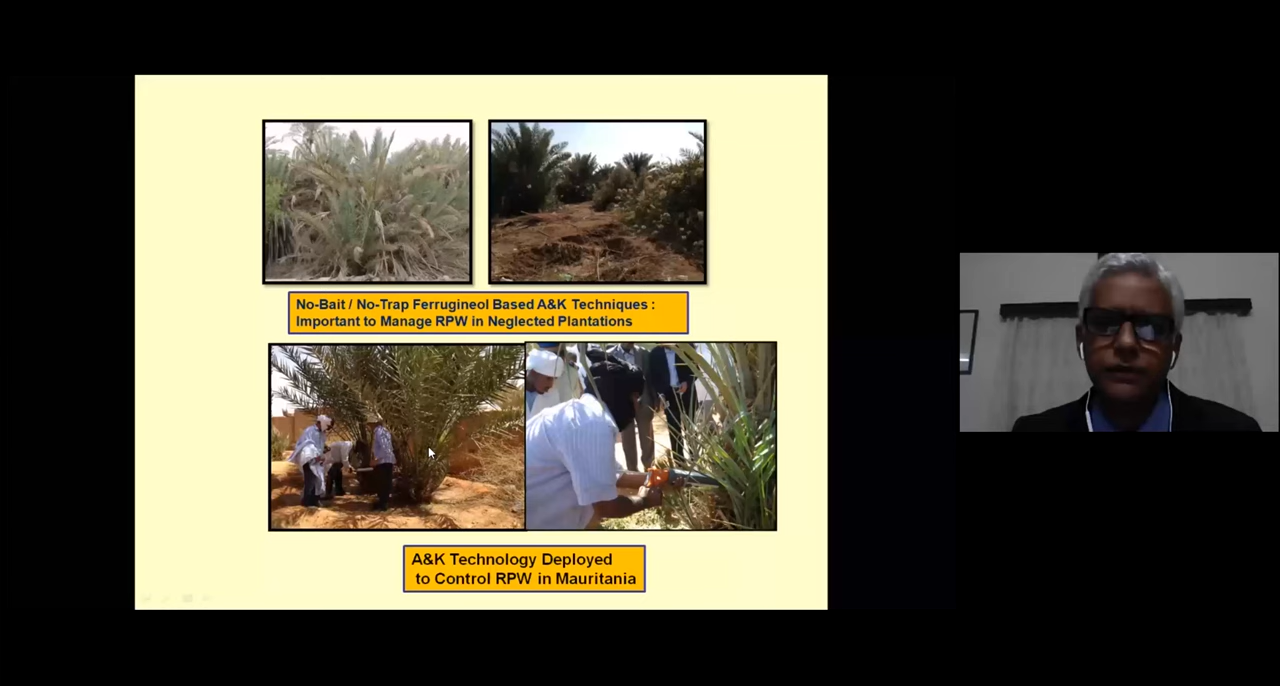 No-Bait / No-Trap Ferrugineol Based A&K Techniques :
Important to Manage RPW in Neglected Plantations
A&K Technology Deployed
to Control RPW in Mauritania